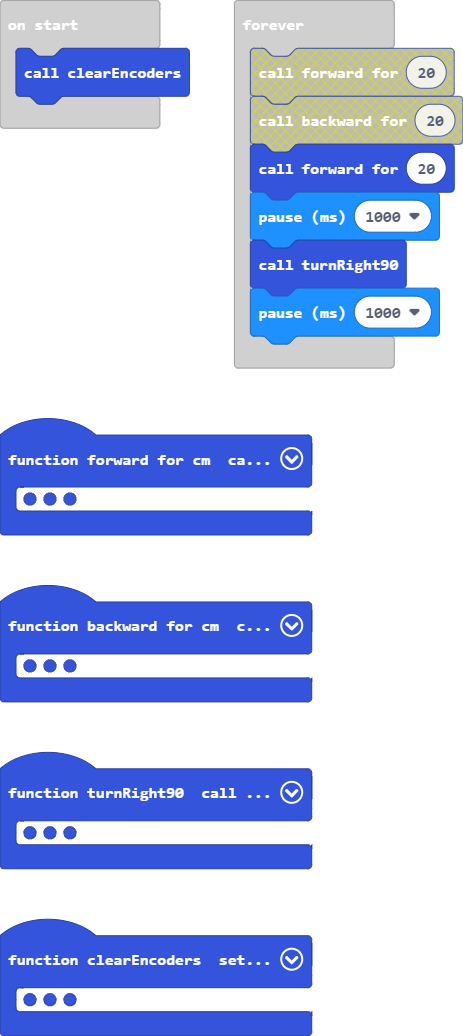 on start
call clearEncoders
forever
call forward for 20
call backward for 20
call forward for 20
pause (ms) 1000
call turnRight90
pause (ms) 1000
function forward for cm ca...
function backward for cm c...
function turnRight90 call ...
function clearEncoders set...